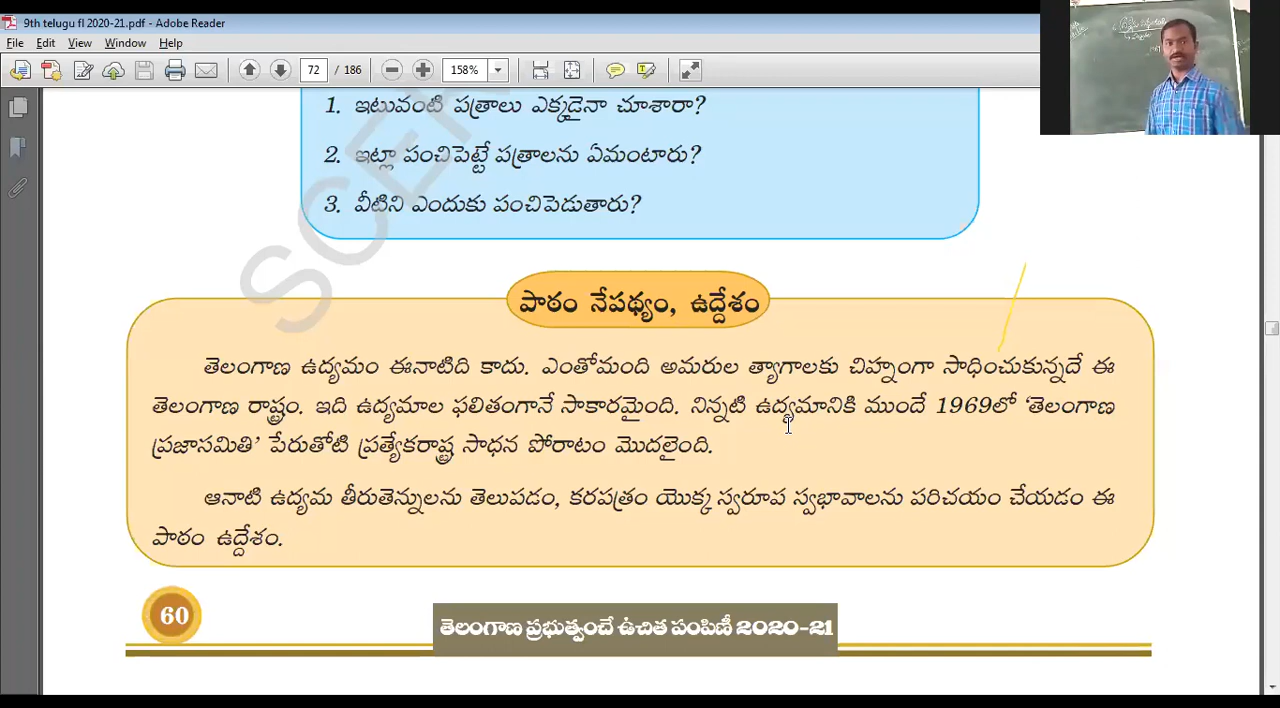 9th telugu fl 2020-21.pdf - Adobe Reader
File Edit View Window Help
72 / 186 158%
1. ఇటువంటి పత్రాలు ఎక్కడైనా చూశారా?
2. ఇట్లా పంచిపెట్టే పత్రాలను ఏమంటారు?
3. వీటిని ఎందుకు పంచిపెడుతారు?
SCER
పాఠం నేపథ్యం, ఉద్దేశం
తెలంగాణ ఉద్యమం ఈనాటిది కాదు. ఎంతోమంది అమరుల త్యాగాలకు చిహ్నంగా సాధించుకున్నదే ఈ
తెలంగాణ రాష్ట్రం. ఇది ఉద్యమాల ఫలితంగానే సాకారమైంది. నిన్నటి ఉద్యమానికి ముందే 1969లో ‘తెలంగాణ
ప్రజాసమితి’ పేరుతోటి ప్రత్యేకరాష్ట్ర సాధన పోరాటం మొదలైంది.
ఆనాటి ఉద్యమ తీరుతెన్నులను తెలుపడం, కరపత్రం యొక్క స్వరూప స్వభావాలను పరిచయం చేయడం ఈ
పాఠం ఉద్దేశం.
60
తెలంగాణ ప్రభుత్వంచే ఉచిత పంపిణీ 2020-21